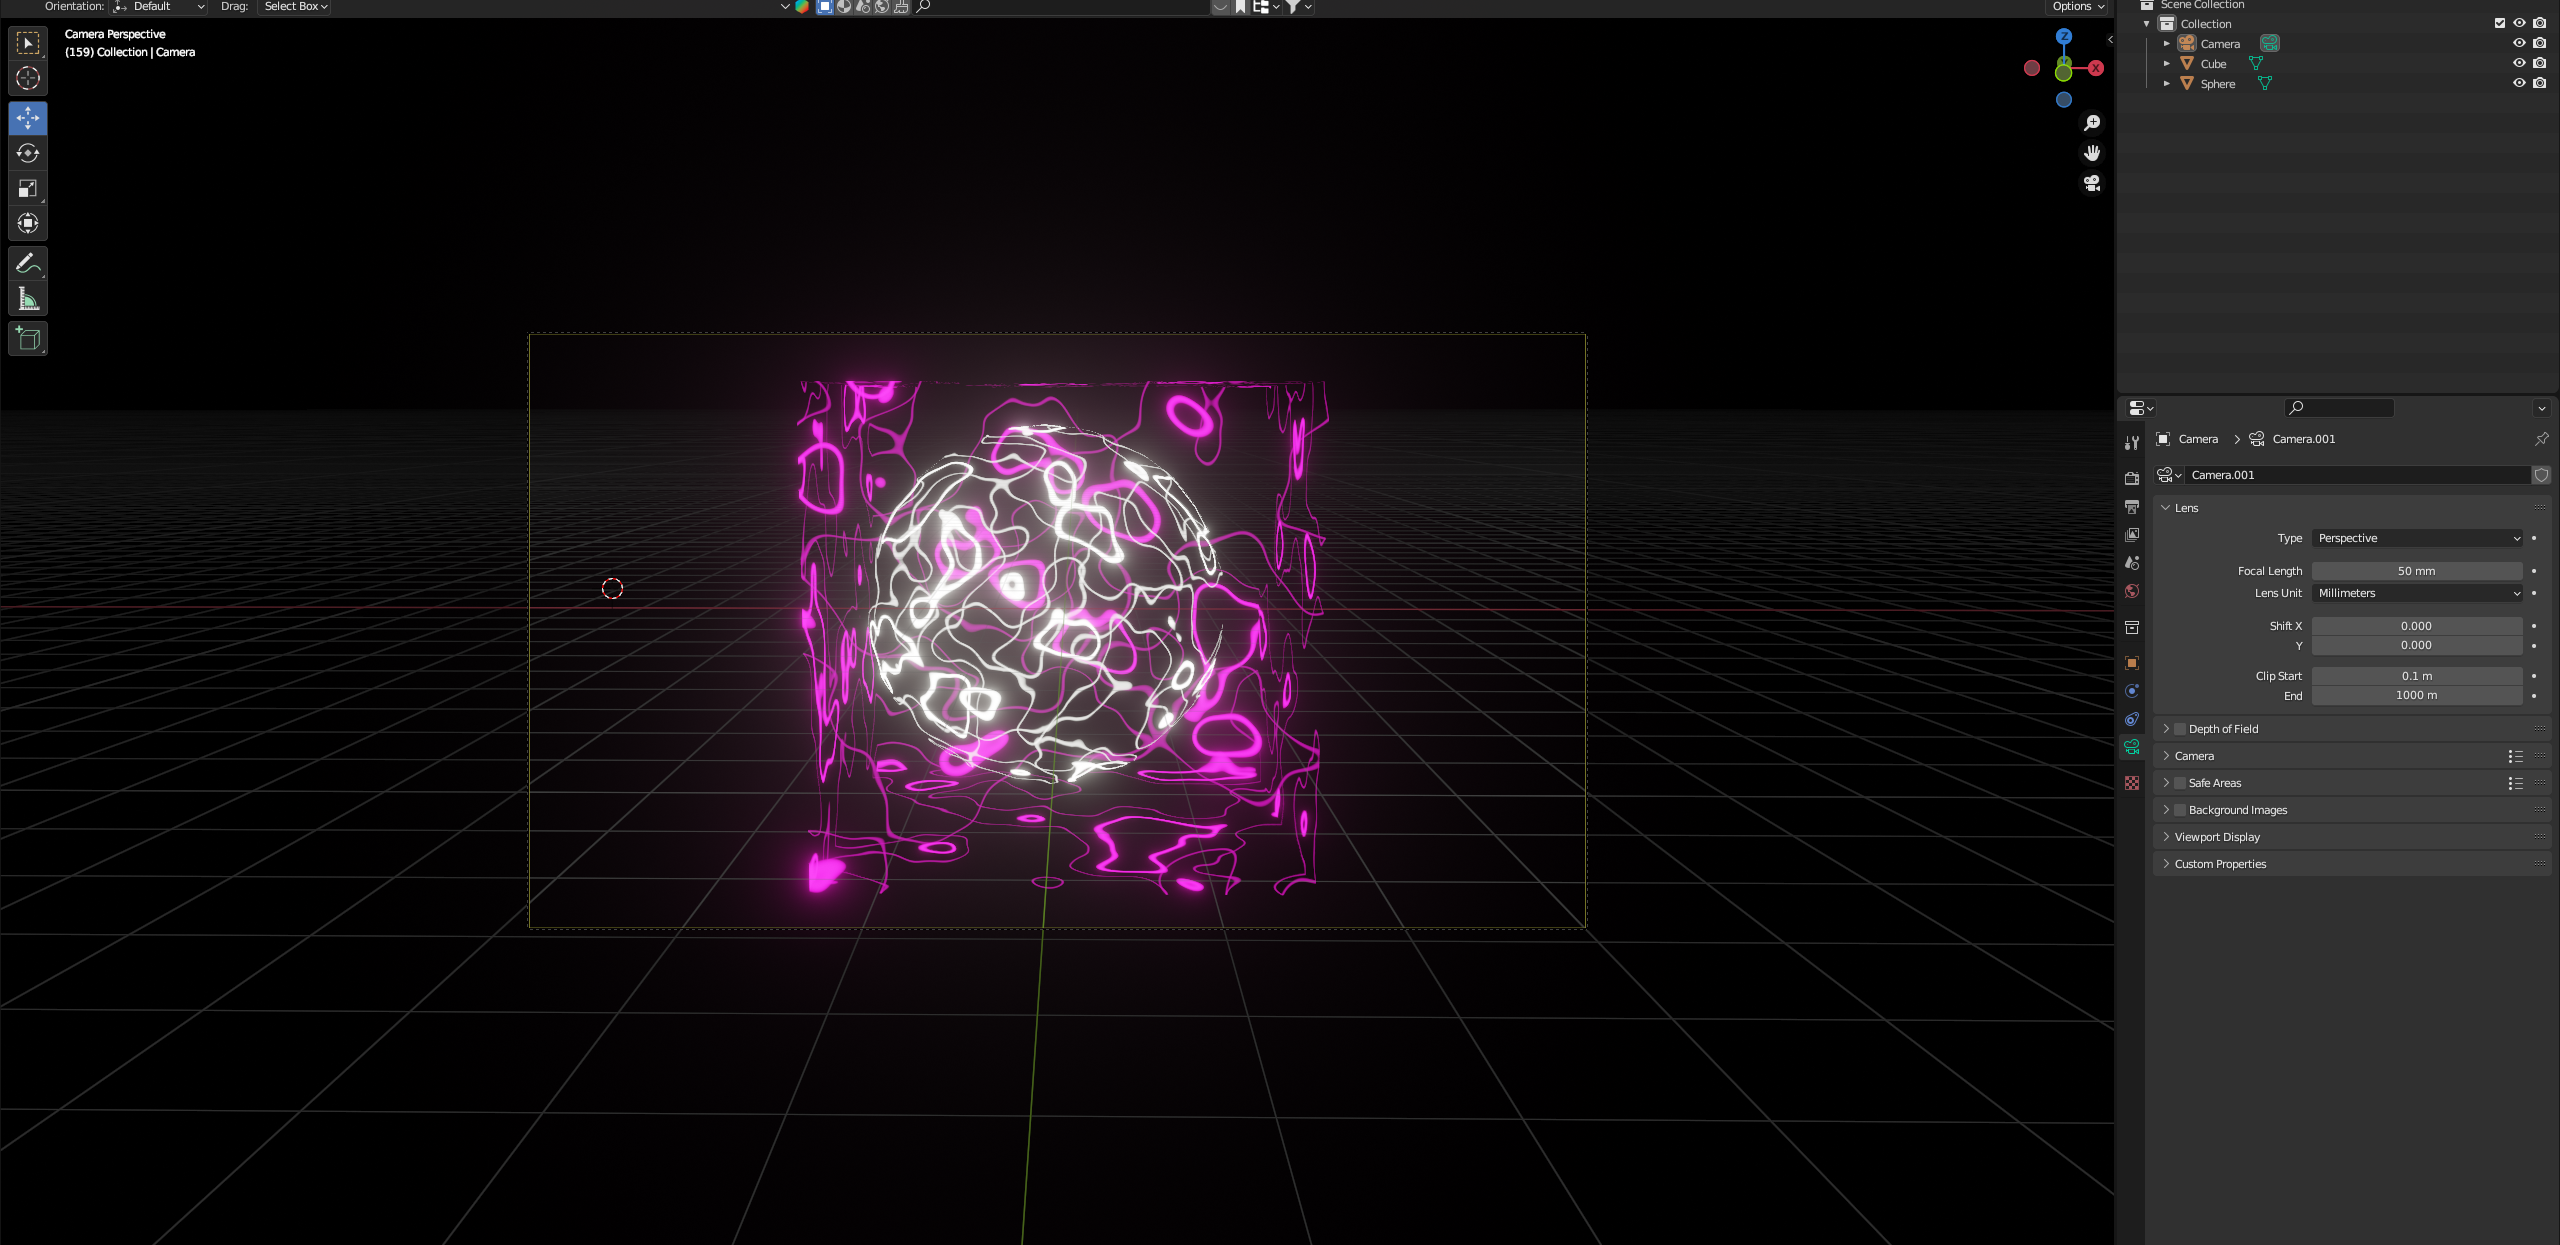 Orientation: Default Drag: Select Box
Options
Camera Perspective
(159) Collection | Camera
Z
X
Scene Collection
Collection
Camera
Cube
Sphere
Camera > Camera.001
Camera.001
Lens
Type Perspective
Focal Length 50 mm
Lens Unit Millimeters
Shift X 0.000
Y 0.000
Clip Start 0.1 m
End 1000 m
Depth of Field
Camera
Safe Areas
Background Images
Viewport Display
Custom Properties